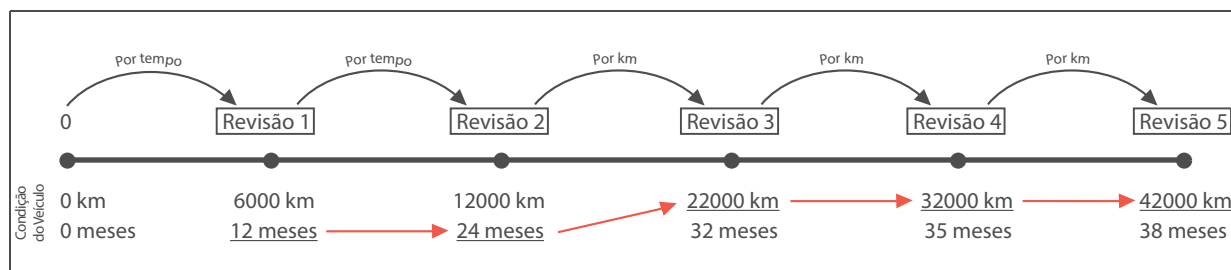 Por tempo Por tempo Por km Por km Por km
0 Revisão 1 Revisão 2 Revisão 3 Revisão 4 Revisão 5
Condição
do Veículo
0 km 6000 km 12000 km 22000 km 32000 km 42000 km
0 meses 12 meses 24 meses 32 meses 35 meses 38 meses